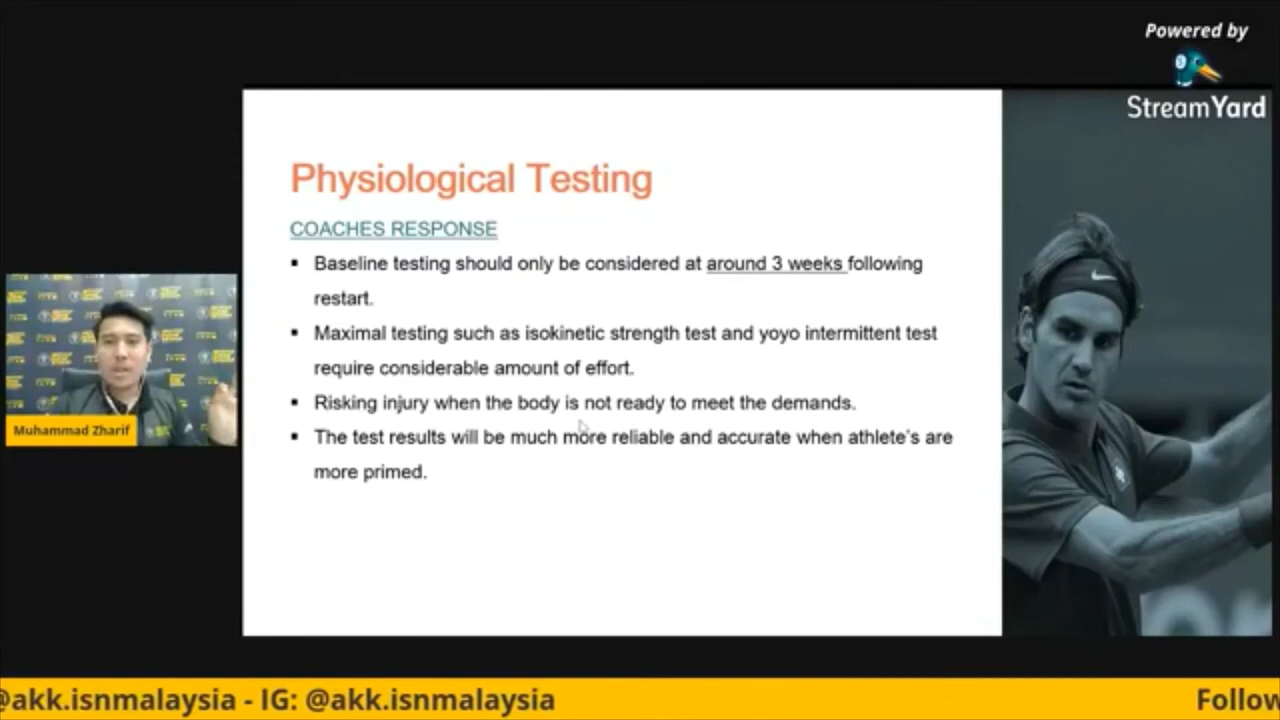 Powered by
StreamYard
Physiological Testing
COACHES RESPONSE
▪ Baseline testing should only be considered at around 3 weeks following
restart.
▪ Maximal testing such as isokinetic strength test and yoyo intermittent test
require considerable amount of effort.
▪ Risking injury when the body is not ready to meet the demands.
▪ The test results will be much more reliable and accurate when athlete's are
more primed.
Muhammad Zharif
@akk.isnmalaysia - IG: @akk.isnmalaysia
Follow